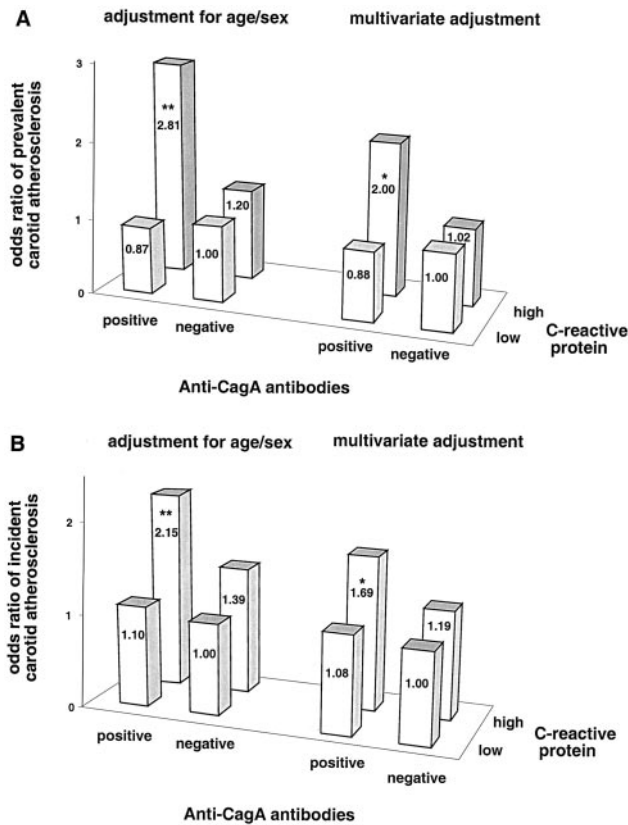 A
adjustment for age/sex
multivariate adjustment
odds ratio of prevalent
carotid atherosclerosis
3
2
1
0
**
2.81
1.20
0.87
1.00
*
2.00
1.02
0.88
1.00
positive
negative
positive
negative
high
low
C-reactive
protein
Anti-CagA antibodies
B
adjustment for age/sex
multivariate adjustment
odds ratio of incident
carotid atherosclerosis
2
1
0
**
2.15
1.39
1.10
1.00
*
1.69
1.19
1.08
1.00
positive
negative
positive
negative
high
low
C-reactive
protein
Anti-CagA antibodies